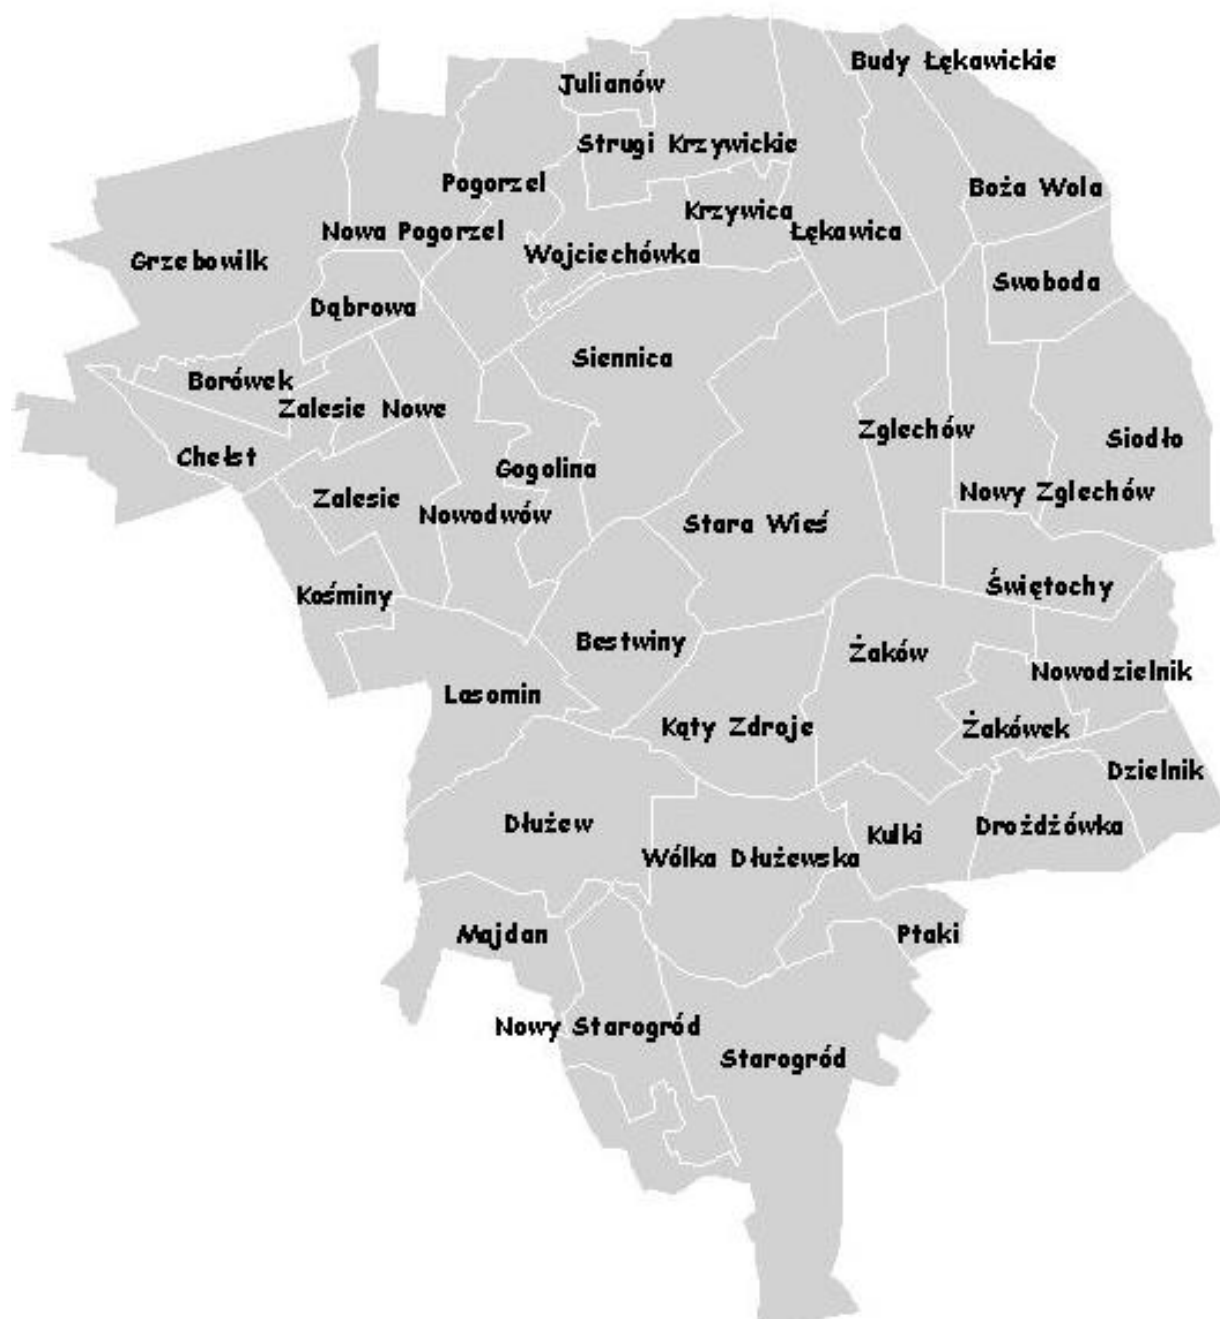 Budy Łękawickie
Julianów
Strugi Krzywickie
Pogorzel
Boża Wola
Krzywica
Nowa Pogorzel
Łękawica
Wojciechówka
Grzebowilk
Swoboda
Dąbrowa
Siennica
Borówek
Zalesie Nowe
Zglechów
Siodło
Chełst
Gogolina
Nowy Zglechów
Zalesie
Nowodwów
Stara Wieś
Świętochy
Kośminy
Bestwiny
Żaków
Nowodzielnik
Lasomin
Kąty Zdroje
Żakówek
Dzielnik
Dłużew
Drożdżówka
Kulki
Wólka Dłużewska
Majdan
Ptaki
Nowy Starogród
Starogród